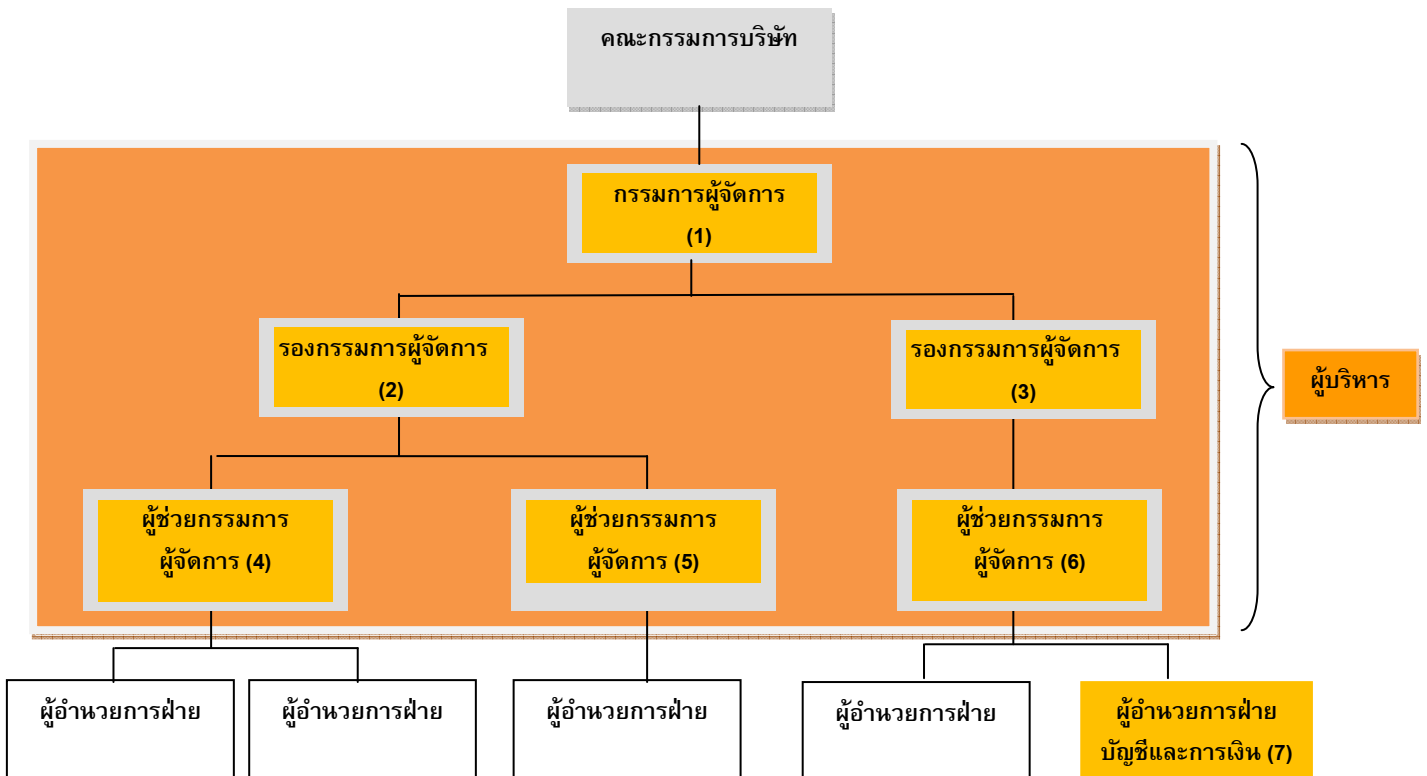 คณะกรรมการบริษัท
กรรมการผู้จัดการ
(1)
รองกรรมการผู้จัดการ
(2)
รองกรรมการผู้จัดการ
(3)
ผู้บริหาร
ผู้ช่วยกรรมการ
ผู้จัดการ (4)
ผู้ช่วยกรรมการ
ผู้จัดการ (5)
ผู้ช่วยกรรมการ
ผู้จัดการ (6)
ผู้อำหวยการฝ่าย
ผู้อำหวยการฝ่าย
ผู้อำหวยการฝ่าย
ผู้อำหวยการฝ่าย
ผู้อำหวยการฝ่าย
บัญชีและการเงิน (7)